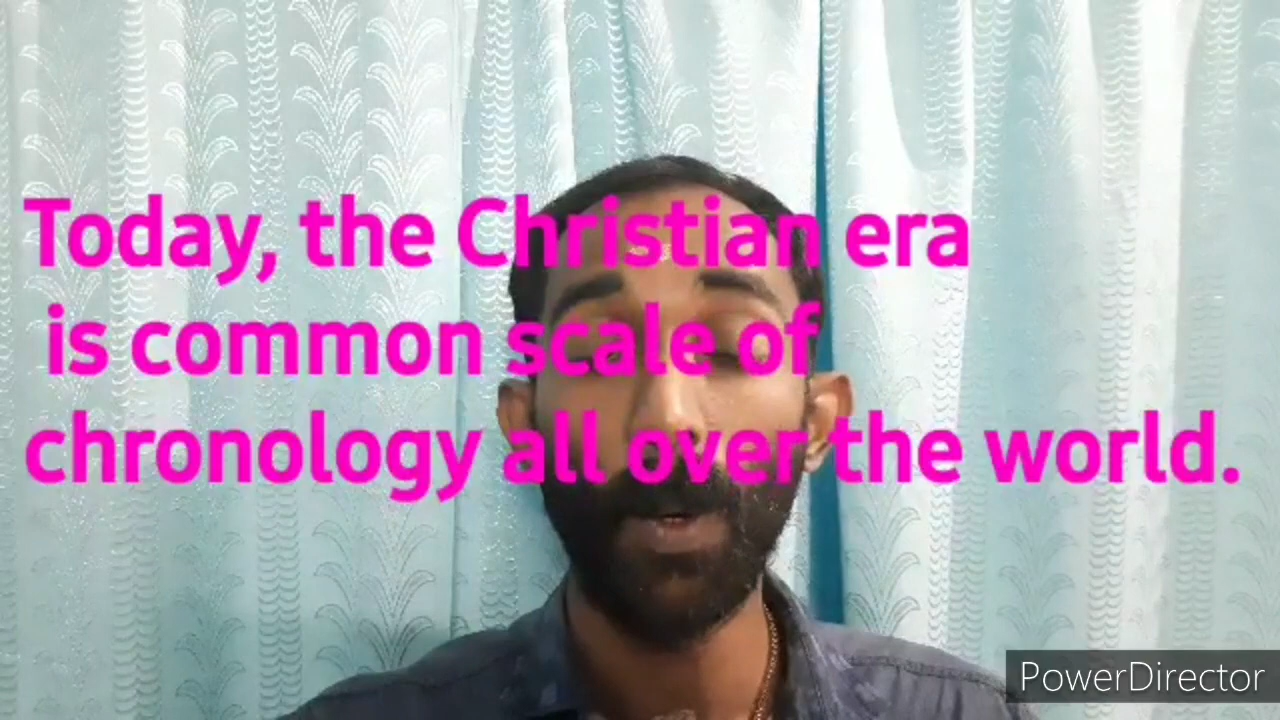 Today, the Christian era
is common scale of
chronology all over the world.
PowerDirector